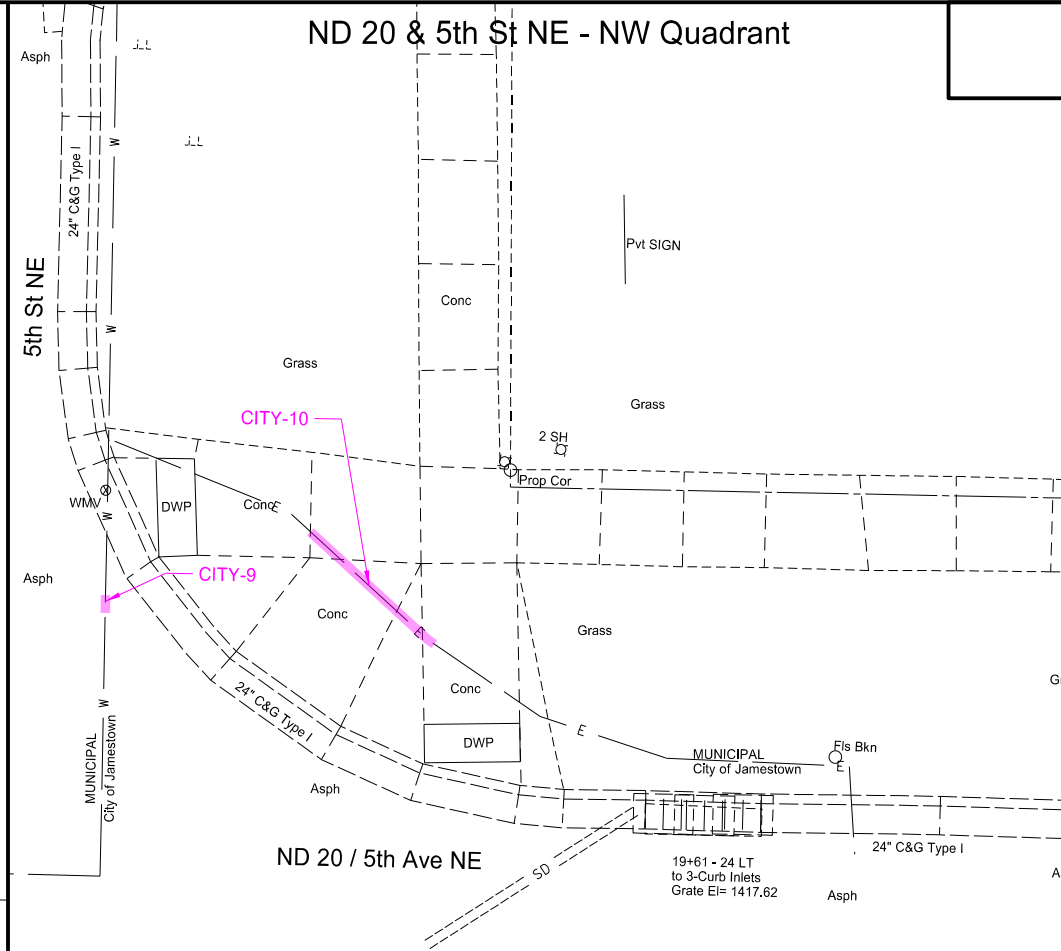 ND 20 & 5th St NE - NW Quadrant
Asph
W
24" C&G Type I
Pvt SIGN
5th St NE
Conc
W
Grass
Grass
CITY-10
2 SH
Prop Cor
WMV
W
DWP
Conc
E
Asph
CITY-9
Conc
E
Grass
Conc
W
24" C&G Type I
E
DWP
MUNICIPAL
City of Jamestown
Fls Bkn
E
MUNICIPAL
City of Jamestown
Asph
24" C&G Type I
ND 20 / 5th Ave NE
SD
19+61 - 24 LT
to 3-Curb Inlets
Grate El= 1417.62
Asph